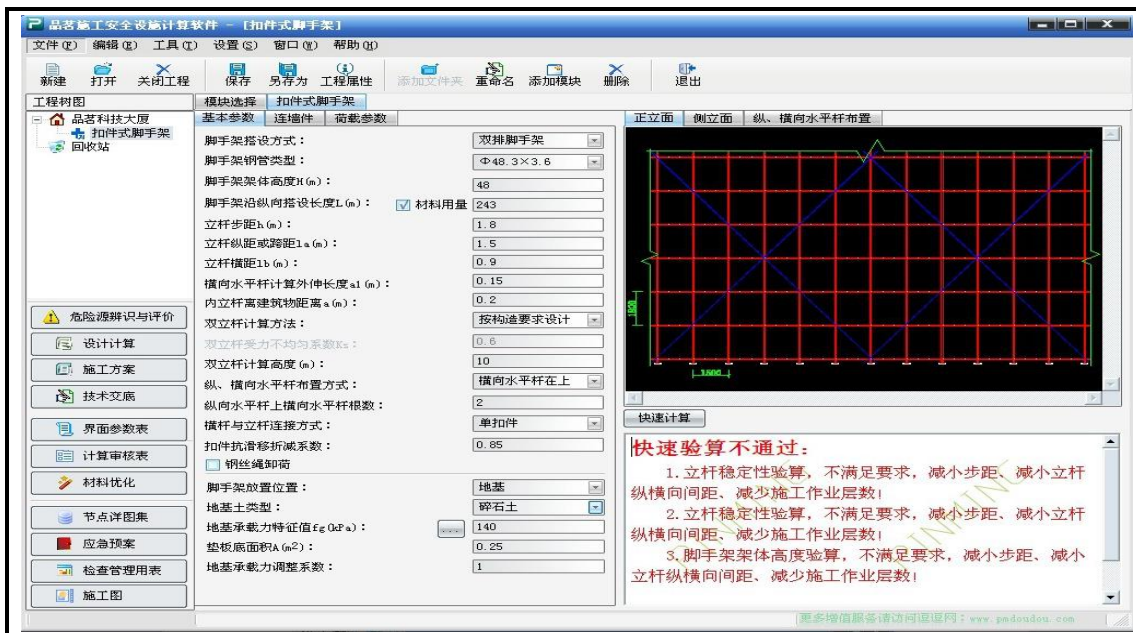 品茗施工安全设施计算软件 - [扣件式脚手架]
文件(F) 编辑(E) 工具(T) 设置(S) 窗口(W) 帮助(H)
新建 打开 关闭工程 保存 另存为 工程属性 添加文件夹 重命名 添加模块 删除 退出
工程树图
品茗科技大厦
扣件式脚手架
回收站
危险源辨识与评价
设计计算
施工方案
技术交底
界面参数表
计算审核表
材料优化
节点详图集
应急预案
检查管理用表
施工图
模块选择 扣件式脚手架
基本参数 连墙件 荷载参数
脚手架搭设方式: 双排脚手架
脚手架钢管类型: Φ48.3×3.6
脚手架架体高度H(m): 48
脚手架沿纵向搭设长度L(m): 材料用量 243
立杆步距h(m): 1.8
立杆纵距或跨距la(m): 1.5
立杆横距lb(m): 0.9
横向水平杆计算外伸长度a1(m): 0.15
内立杆离建筑物距离a(m): 0.2
双立杆计算方法: 按构造要求设计
双立杆受力不均匀系数Ks: 0.6
双立杆计算高度(m): 10
纵、横向水平杆布置方式: 横向水平杆在上
纵向水平杆上横向水平杆根数: 2
横杆与立杆连接方式: 单扣件
扣件抗滑移折减系数: 0.85
钢丝绳卸荷
脚手架放置位置: 地基
地基土类型: 碎石土
地基承载力特征值fg(kPa): ... 140
垫板底面积A(m2): 0.25
地基承载力调整系数: 1
正立面 侧立面 纵、横向水平杆布置
1800
1500
快速计算
快速验算不通过:
1.立杆稳定性验算，不满足要求，减小步距、减小立杆
纵横向间距、减少施工作业层数!
2.立杆稳定性验算，不满足要求，减小步距、减小立杆
纵横向间距、减少施工作业层数!
3.脚手架架体高度验算，不满足要求，减小步距、减小
立杆纵横向间距、减少施工作业层数!
PINMING
PINMING
更多增值服务请访问逗逗网: www.pmdoudou.com